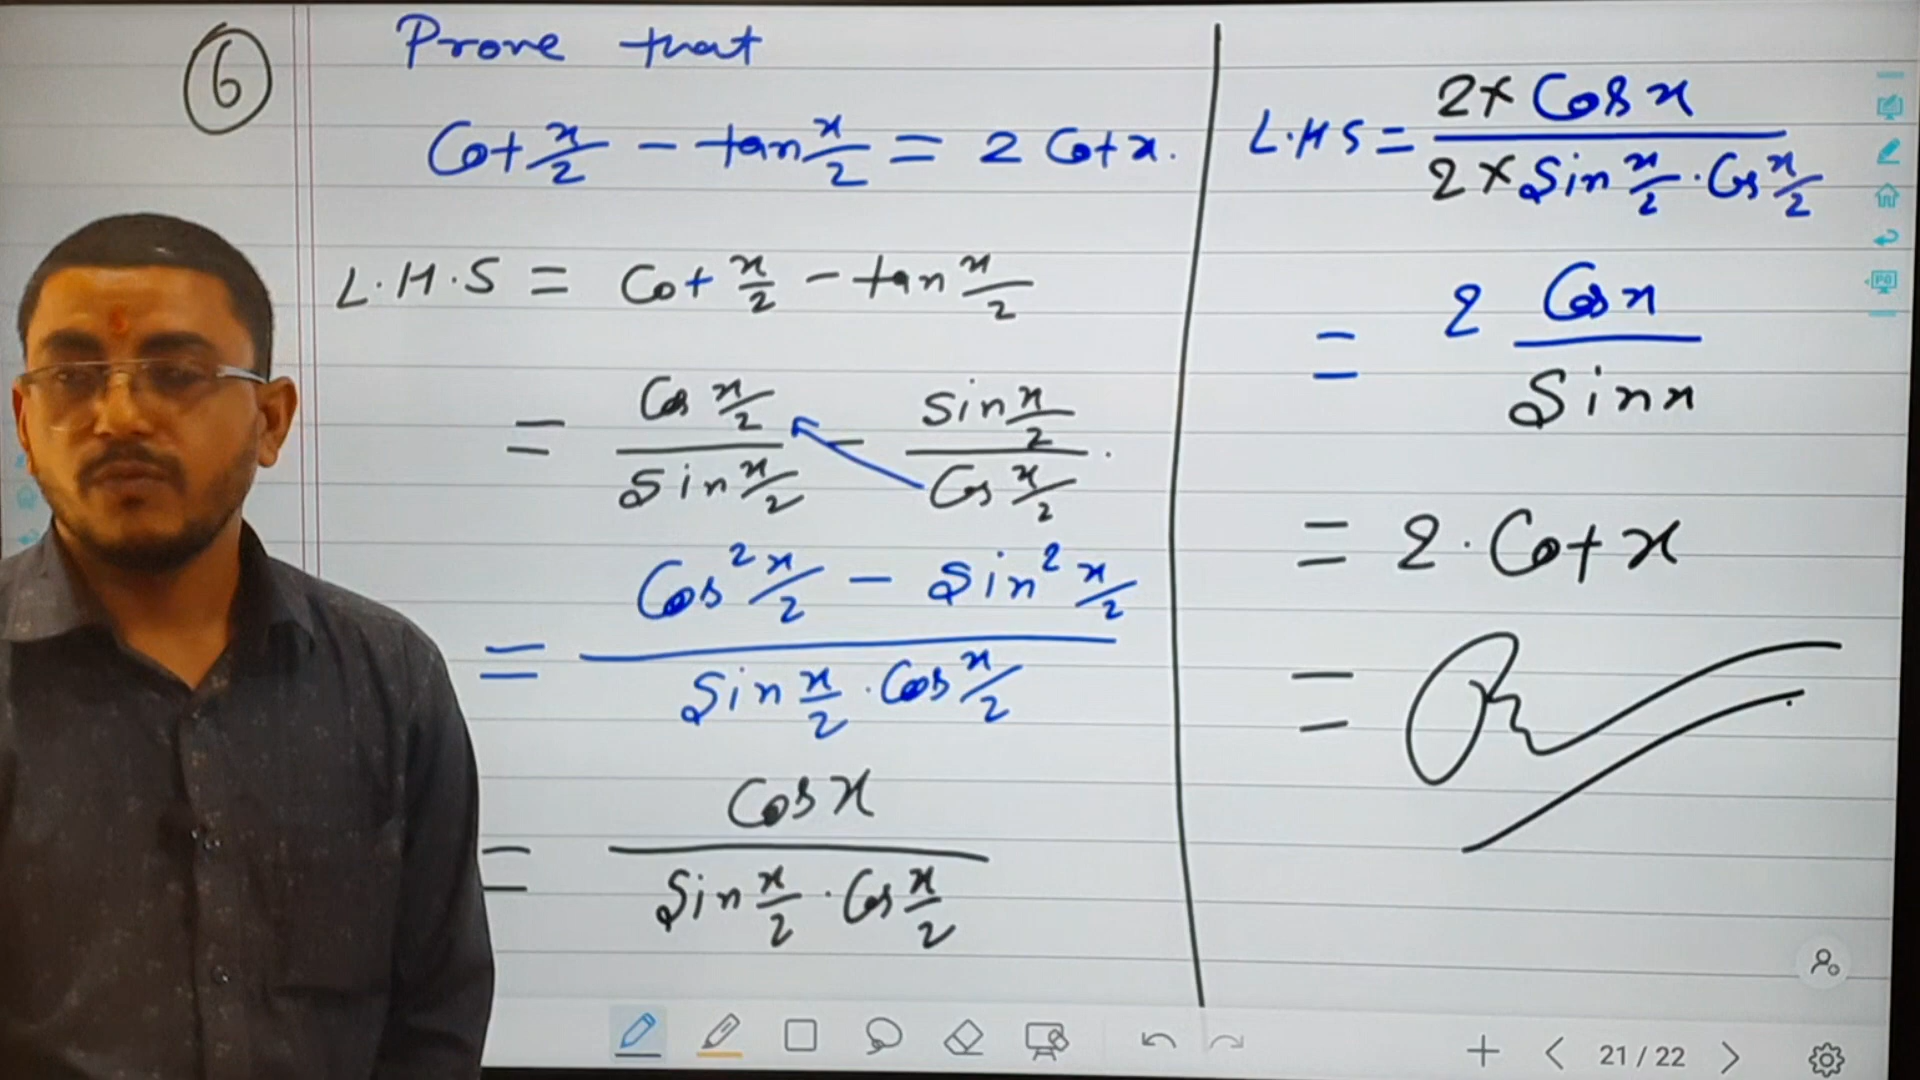 6
Prove that
Cot x/2 - tan x/2 = 2 Cot x.
L.H.S = Cot x/2 - tan x/2
= Cos x/2 / Sin x/2 - Sin x/2 / Cos x/2 .
= Cos² x/2 - Sin² x/2 / Sin x/2 . Cos x/2
= Cos x / Sin x/2 . Cos x/2
L.H.S = 2 x Cos x / 2 x Sin x/2 . Cos x/2
= 2 Cos x / Sin x
= 2 . Cot x
=
21 / 22